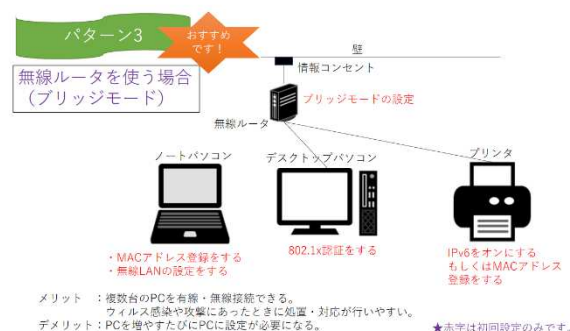 パターン3
おすすめ
です！
無線ルータを使う場合
（ブリッジモード）
壁
情報コンセント
ブリッジモードの設定
無線ルータ
ノートパソコン
デスクトップパソコン
プリンタ
・MACアドレス登録をする
・無線LANの設定をする
802.1x認証をする
IPv6をオンにする
もしくはMACアドレス
登録をする
メリット ：複数台のPCを有線・無線接続できる。
ウィルス感染や攻撃にあったときに処置・対応が行いやすい。
デメリット：PCを増やすたびにPCに設定が必要になる。
★赤字は初回設定のみです。